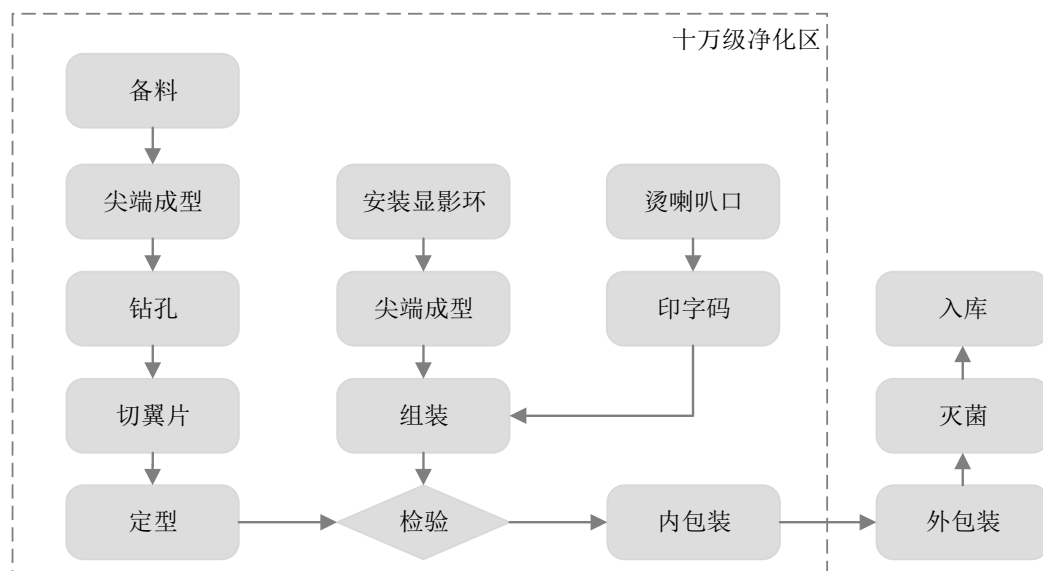 十万级净化区
备料
尖端成型
安装显影环
烫喇叭口
钻孔
尖端成型
印字码
入库
切翼片
组装
灭菌
定型
检验
内包装
外包装